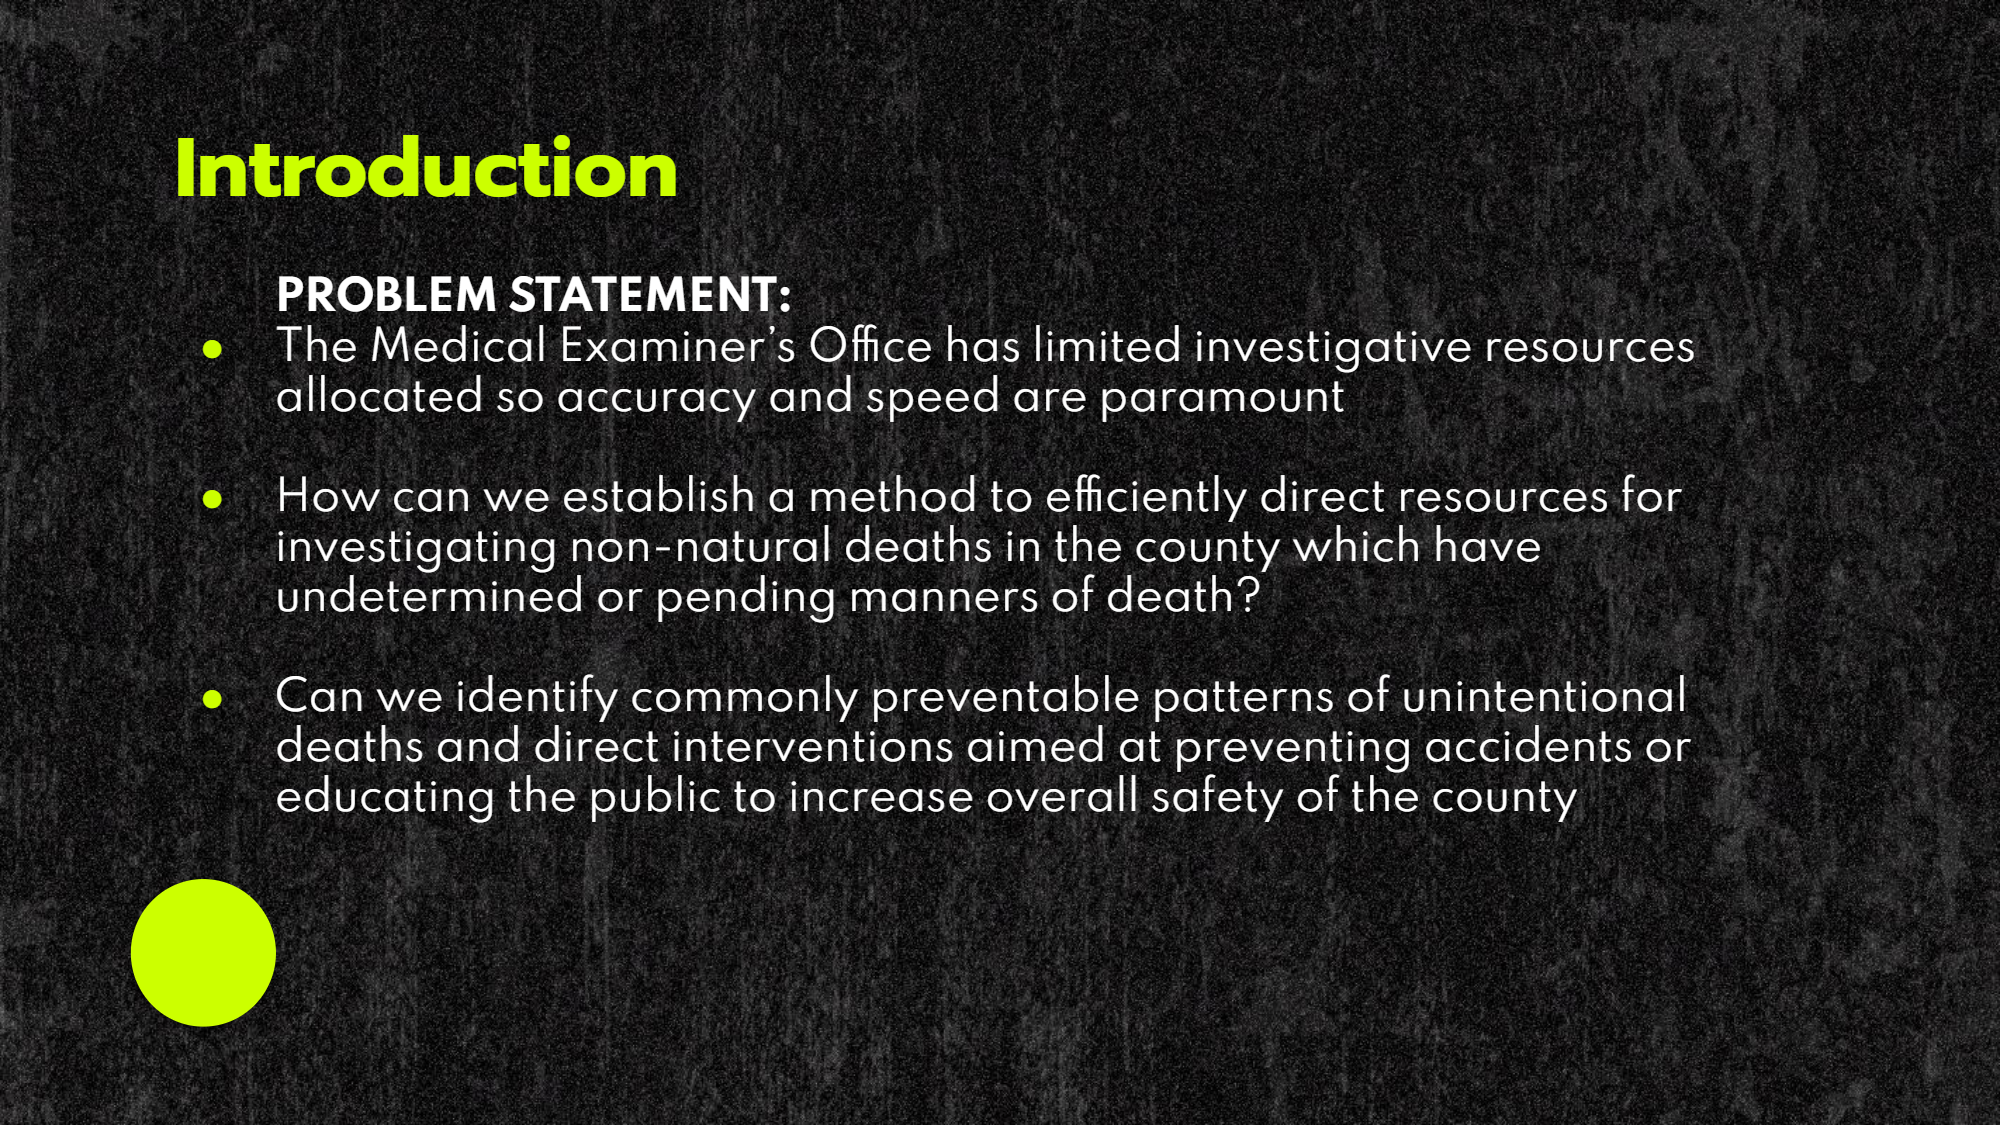 Introduction
PROBLEM STATEMENT:
● The Medical Examiner’s Office has limited investigative resources
allocated so accuracy and speed are paramount
● How can we establish a method to efficiently direct resources for
investigating non-natural deaths in the county which have
undetermined or pending manners of death?
● Can we identify commonly preventable patterns of unintentional
deaths and direct interventions aimed at preventing accidents or
educating the public to increase overall safety of the county